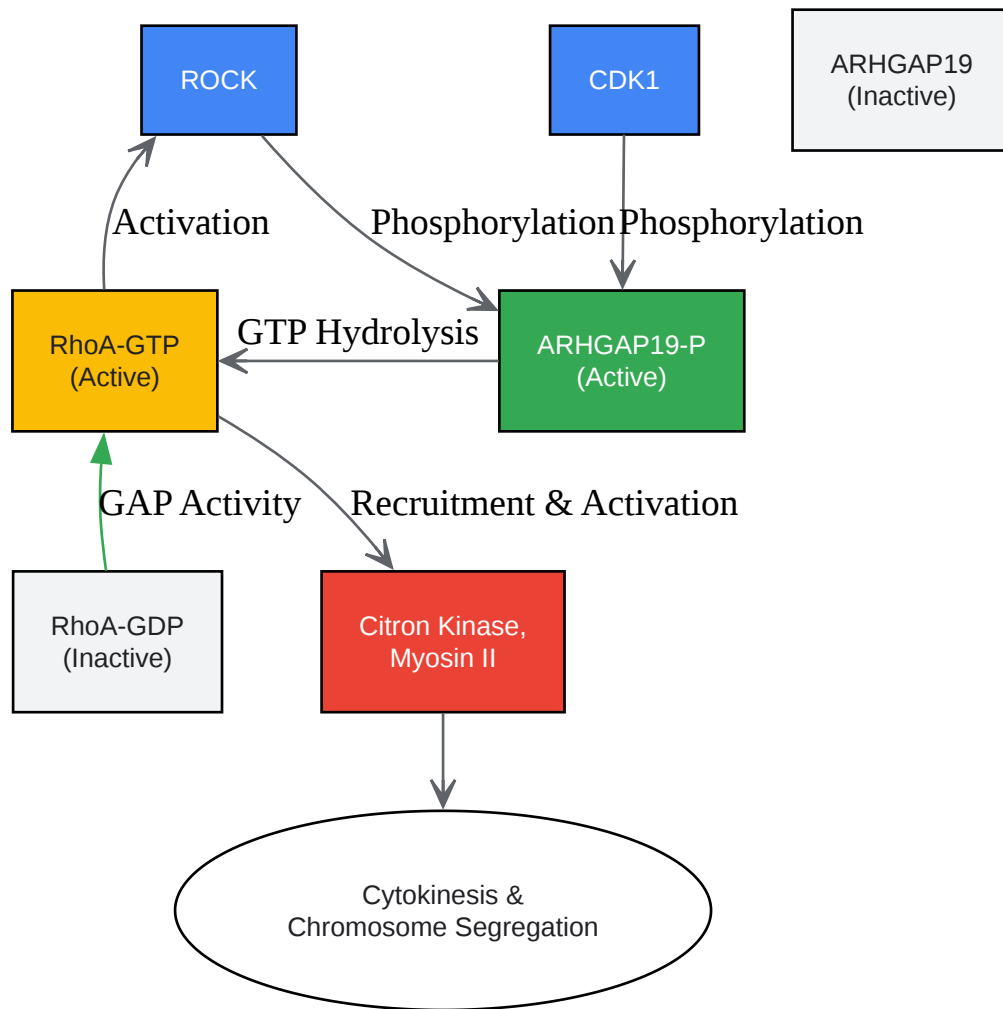 ROCK
CDK1
ARHGAP19
(Inactive)
Activation
Phosphorylation
Phosphorylation
RhoA-GTP
(Active)
GTP Hydrolysis
ARHGAP19-P
(Active)
GAP Activity
Recruitment & Activation
RhoA-GDP
(Inactive)
Citron Kinase,
Myosin II
Cytokinesis &
Chromosome Segregation